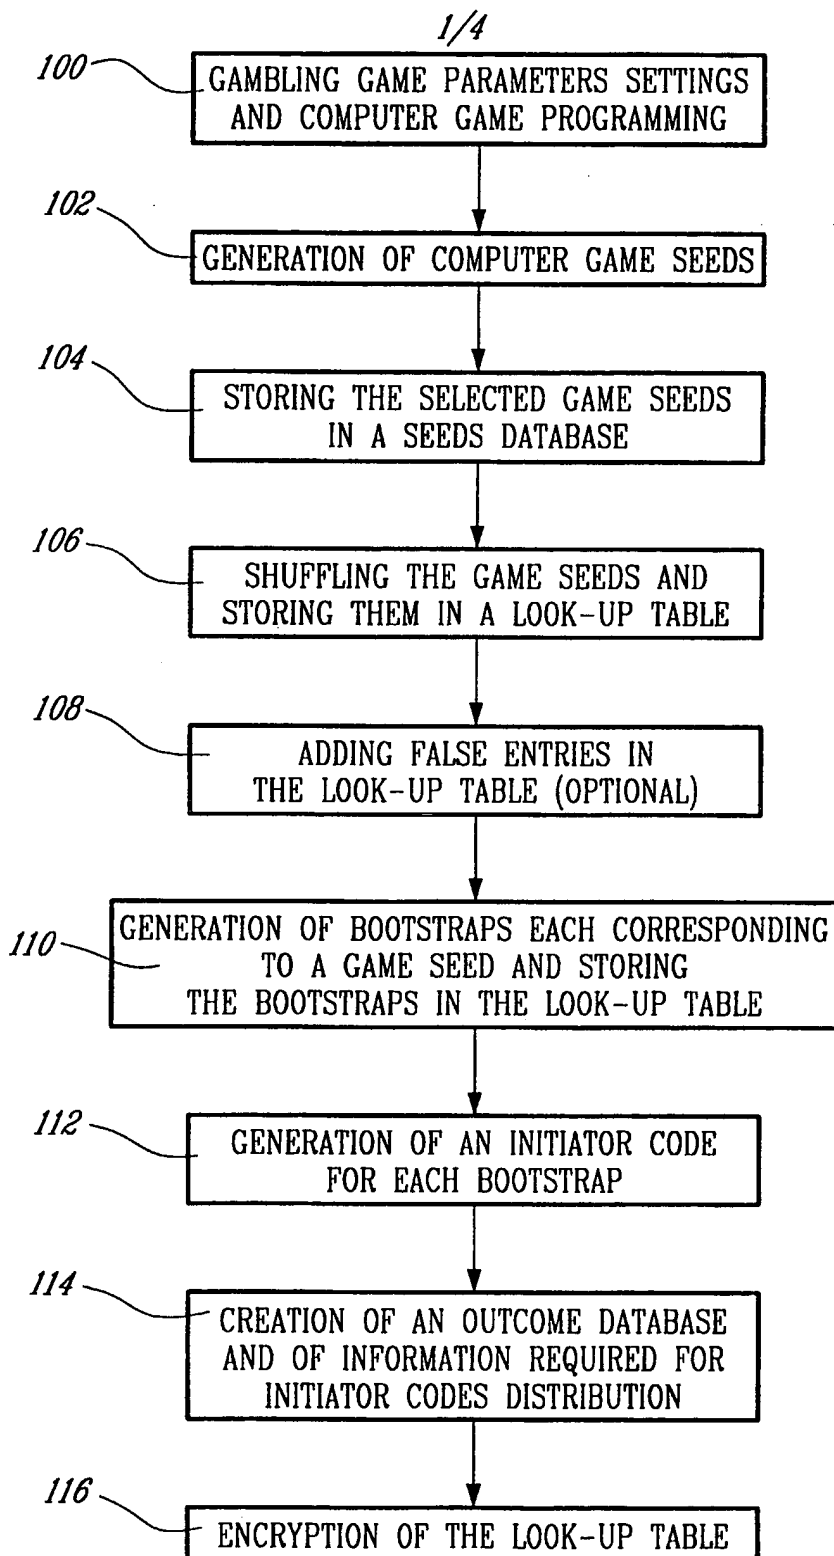 1/4
100
GAMBLING GAME PARAMETERS SETTINGS
AND COMPUTER GAME PROGRAMMING
102
GENERATION OF COMPUTER GAME SEEDS
104
STORING THE SELECTED GAME SEEDS
IN A SEEDS DATABASE
106
SHUFFLING THE GAME SEEDS AND
STORING THEM IN A LOOK-UP TABLE
108
ADDING FALSE ENTRIES IN
THE LOOK-UP TABLE (OPTIONAL)
110
GENERATION OF BOOTSTRAPS EACH CORRESPONDING
TO A GAME SEED AND STORING
THE BOOTSTRAPS IN THE LOOK-UP TABLE
112
GENERATION OF AN INITIATOR CODE
FOR EACH BOOTSTRAP
114
CREATION OF AN OUTCOME DATABASE
AND OF INFORMATION REQUIRED FOR
INITIATOR CODES DISTRIBUTION
116
ENCRYPTION OF THE LOOK-UP TABLE